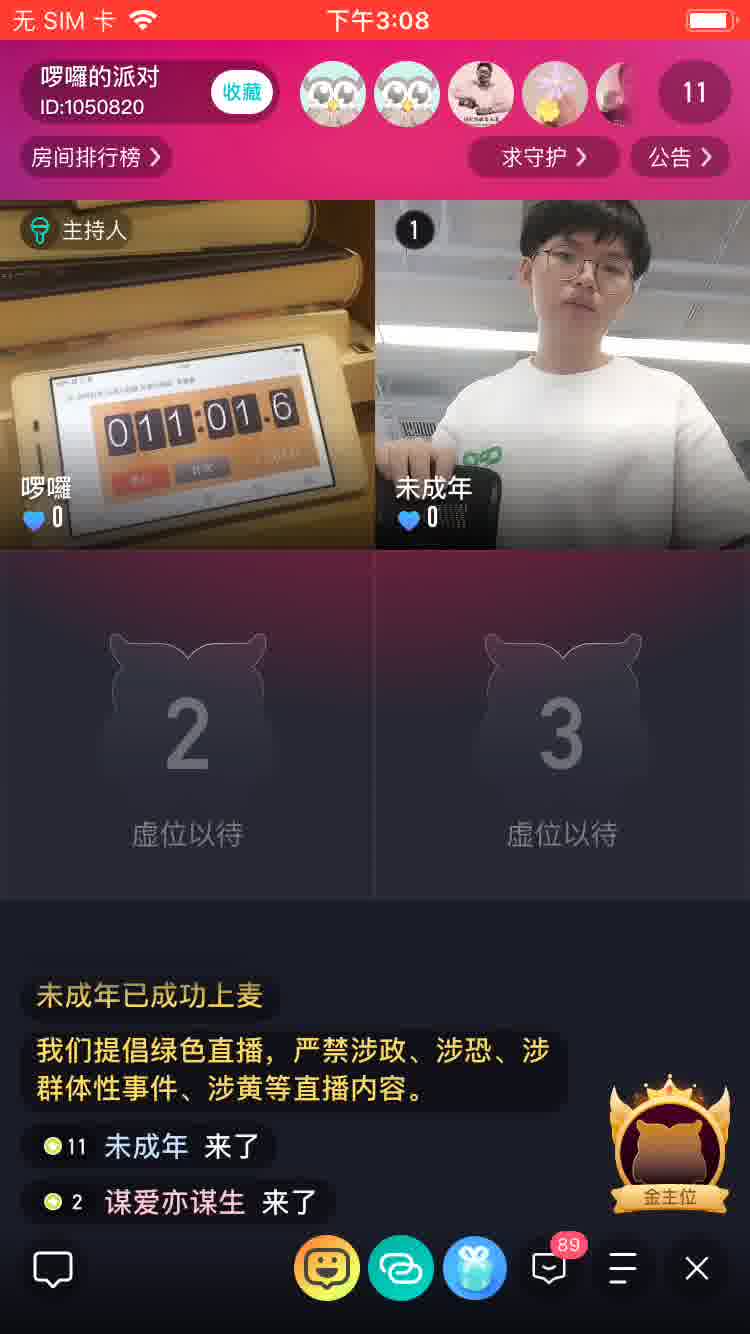 无 SIM 卡
下午3:08
啰囉的派对
ID:1050820
收藏
11
房间排行榜
求守护
公告
主持人
1
011:01.6
啰囉
0
未成年
0
2
虚位以待
3
虚位以待
未成年已成功上麦
我们提倡绿色直播，严禁涉政、涉恐、涉
群体性事件、涉黄等直播内容。
11 未成年 来了
2 谋爱亦谋生 来了
金主位
89